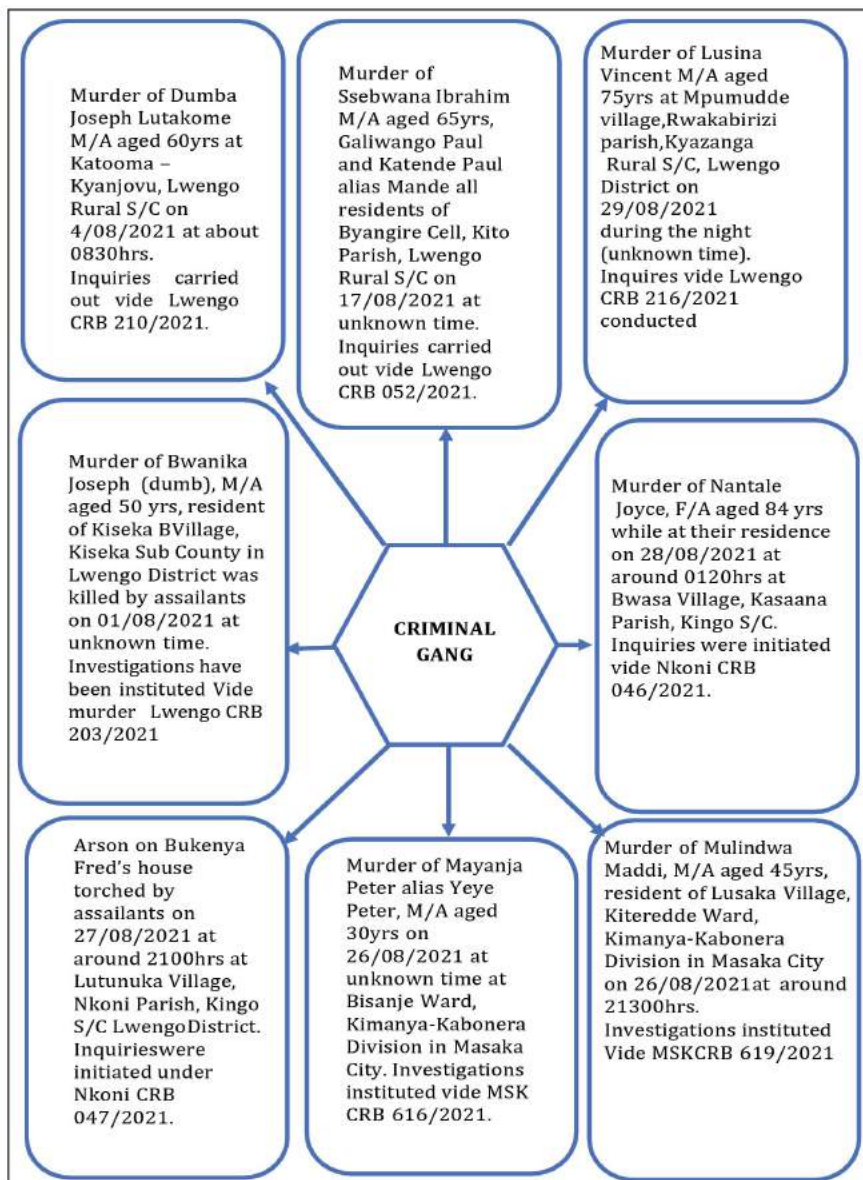 Murder of Dumba
Joseph Lutakome
M/A aged 60yrs at
Katooma –
Kyanjovu, Lwengo
Rural S/C on
4/08/2021 at about
0830hrs.
Inquiries carried
out vide Lwengo
CRB 210/2021.
Murder of
Ssebwana Ibrahim
M/A aged 65yrs,
Galiwango Paul
and Katende Paul
alias Mande all
residents of
Byangire Cell, Kito
Parish, Lwengo
Rural S/C on
17/08/2021 at
unknown time.
Inquiries carried
out vide Lwengo
CRB 052/2021.
Murder of Lusina
Vincent M/A aged
75yrs at Mpumudde
village,Rwakabirizi
parish,Kyazanga
Rural S/C, Lwengo
District on
29/08/2021
during the night
(unknown time).
Inquires vide Lwengo
CRB 216/2021
conducted
Murder of Bwanika
Joseph (dumb), M/A
aged 50 yrs, resident
of Kiseka BVillage,
Kiseka Sub County in
Lwengo District was
killed by assailants
on 01/08/2021 at
unknown time.
Investigations have
been instituted Vide
murder Lwengo CRB
203/2021
CRIMINAL
GANG
Murder of Nantale
Joyce, F/A aged 84 yrs
while at their residence
on 28/08/2021 at
around 0120hrs at
Bwasa Village, Kasaana
Parish, Kingo S/C.
Inquiries were initiated
vide Nkoni CRB
046/2021.
Arson on Bukenya
Fred’s house
torched by
assailants on
27/08/2021 at
around 2100hrs at
Lutunuka Village,
Nkoni Parish, Kingo
S/C LwengoDistrict.
Inquirieswere
initiated under
Nkoni CRB
047/2021.
Murder of Mayanja
Peter alias Yeye
Peter, M/A aged
30yrs on
26/08/2021 at
unknown time at
Bisanje Ward,
Kimanya-Kabonera
Division in Masaka
City. Investigations
instituted vide MSK
CRB 616/2021.
Murder of Mulindwa
Maddi, M/A aged 45yrs,
resident of Lusaka Village,
Kiteredde Ward,
Kimanya-Kabonera
Division in Masaka City
on 26/08/2021at around
21300hrs.
Investigations instituted
Vide MSKCRB 619/2021